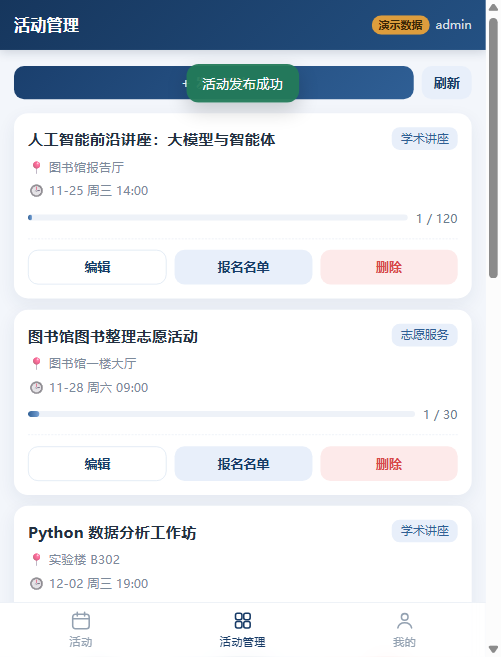 活动管理
演示数据
admin
+
活动发布成功
刷新
人工智能前沿讲座：大模型与智能体
学术讲座
图书馆报告厅
11-25 周三 14:00
1 / 120
编辑
报名名单
删除
图书馆图书整理志愿活动
志愿服务
图书馆一楼大厅
11-28 周六 09:00
1 / 30
编辑
报名名单
删除
Python 数据分析工作坊
学术讲座
实验楼 B302
12-02 周三 19:00
活动
活动管理
我的